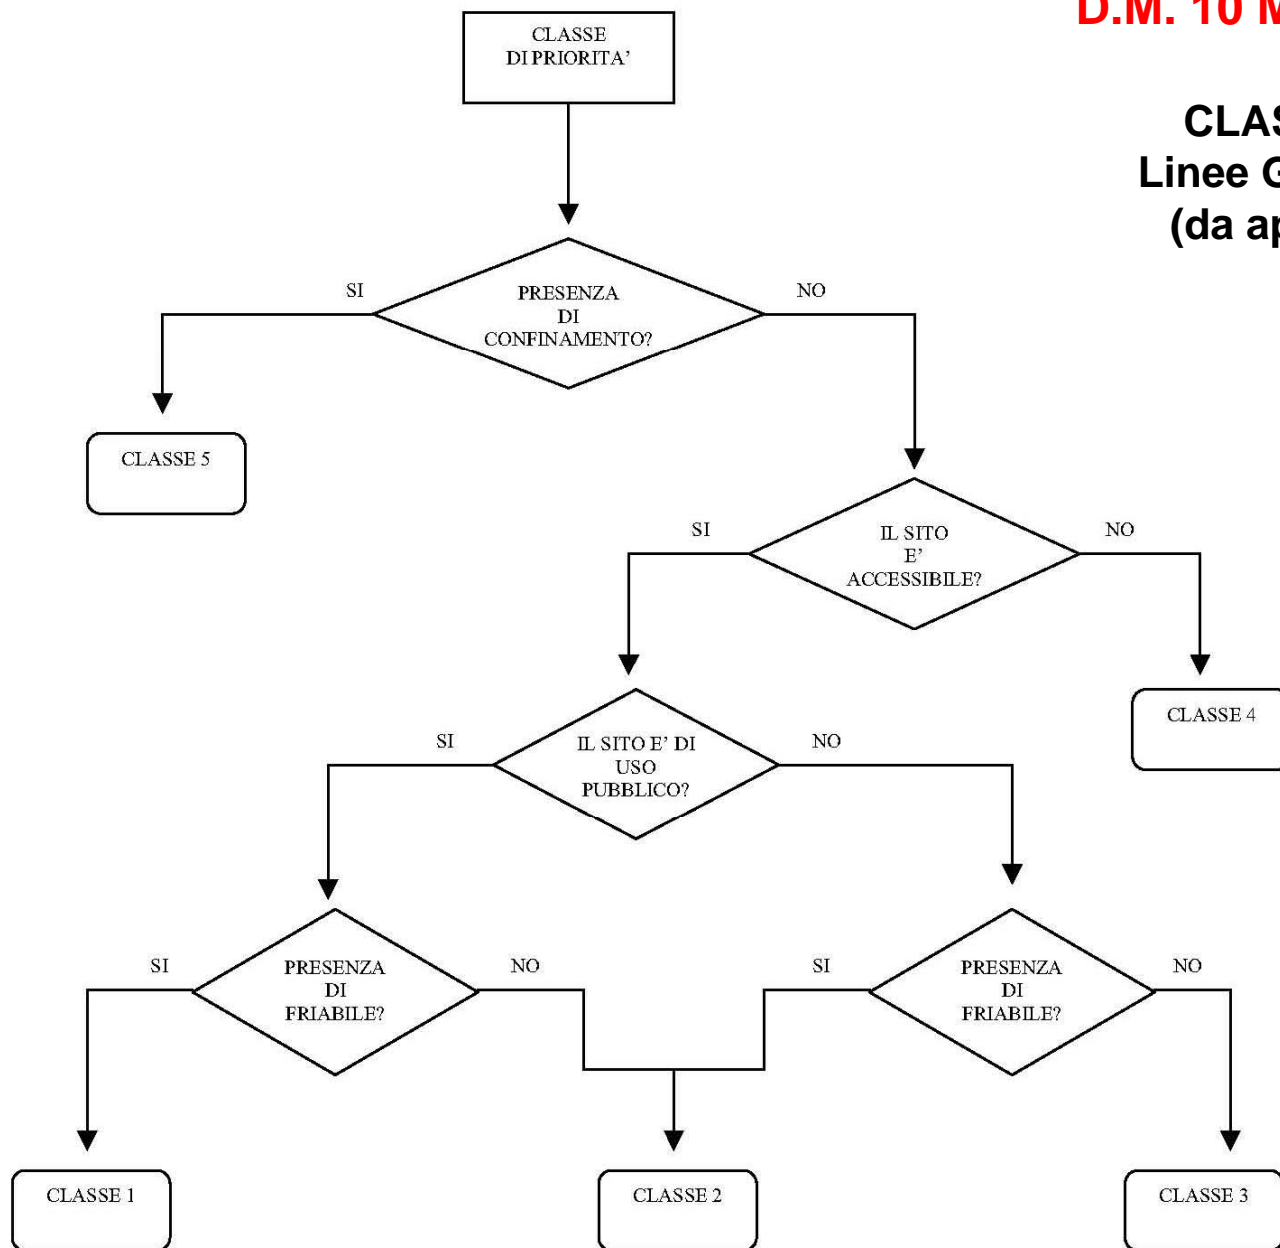 D.M. 10 M
CLAS
Linee G
(da ap
CLASSE
DI PRIORITA’
SI
PRESENZA
DI
CONFINAMENTO?
NO
CLASSE 5
SI
IL SITO
E’
ACCESSIBILE?
NO
CLASSE 4
SI
IL SITO E’ DI
USO
PUBBLICO?
NO
SI
PRESENZA
DI
FRIABILE?
NO
SI
PRESENZA
DI
FRIABILE?
NO
CLASSE 1
CLASSE 2
CLASSE 3